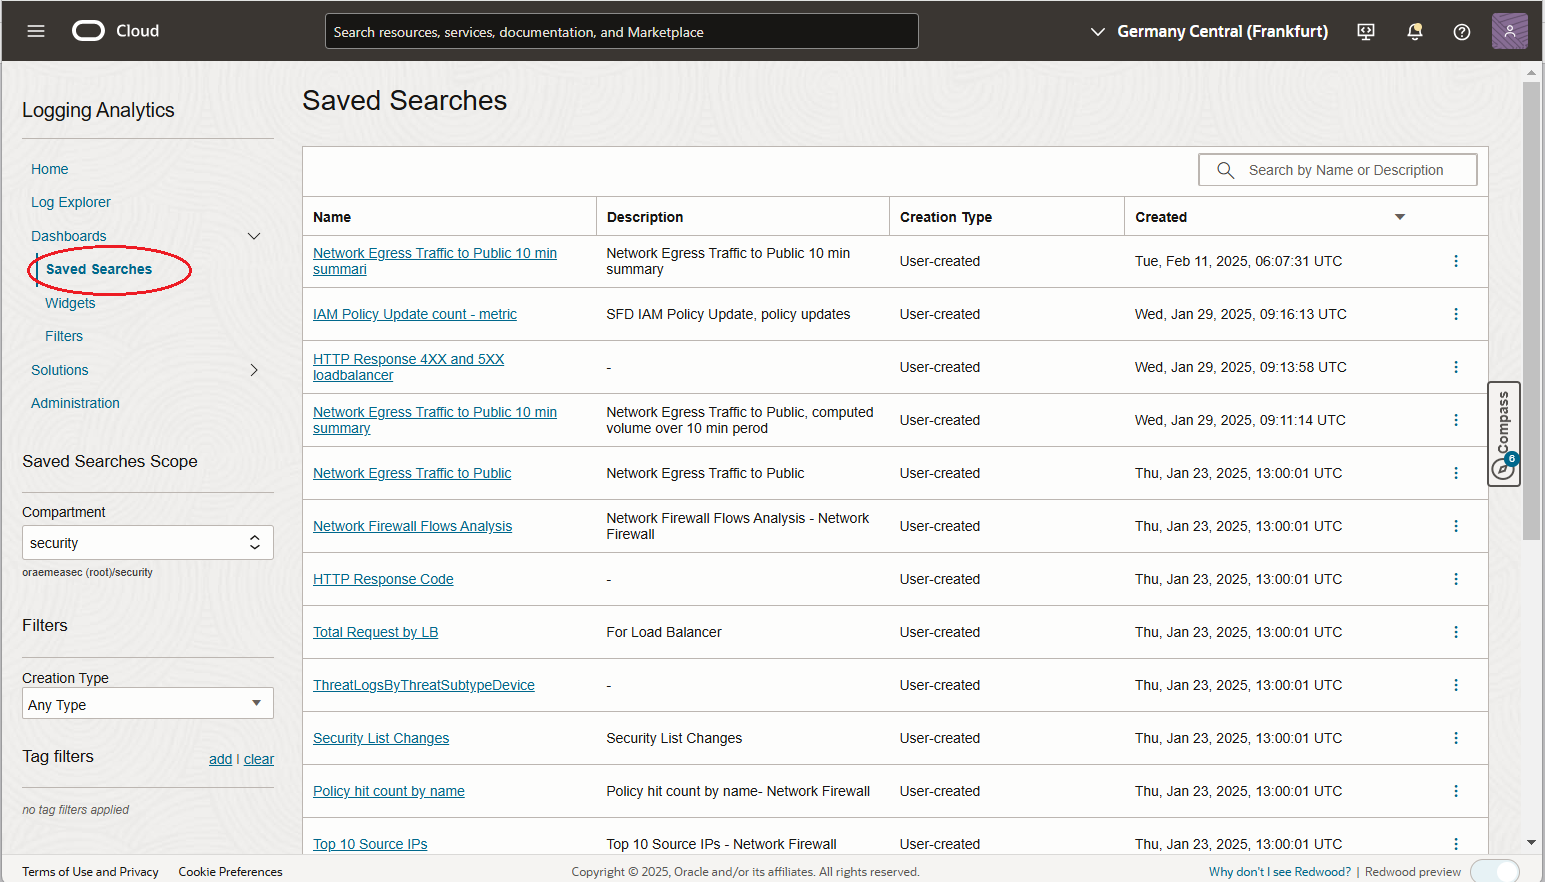 Cloud
Search resources, services, documentation, and Marketplace
Germany Central (Frankfurt)
Logging Analytics
Home
Log Explorer
Dashboards
Saved Searches
Widgets
Filters
Solutions
Administration
Saved Searches Scope
Compartment
security
oraemeasec (root)/security
Filters
Creation Type
Any Type
Tag filters
add | clear
no tag filters applied
Saved Searches
Search by Name or Description
Name Description Creation Type Created
Network Egress Traffic to Public 10 min
summari
Network Egress Traffic to Public 10 min
summary
User-created
Tue, Feb 11, 2025, 06:07:31 UTC
IAM Policy Update count - metric
SFD IAM Policy Update, policy updates
User-created
Wed, Jan 29, 2025, 09:16:13 UTC
HTTP Response 4XX and 5XX
loadbalancer
-
User-created
Wed, Jan 29, 2025, 09:13:58 UTC
Network Egress Traffic to Public 10 min
summary
Network Egress Traffic to Public, computed
volume over 10 min perod
User-created
Wed, Jan 29, 2025, 09:11:14 UTC
Network Egress Traffic to Public
Network Egress Traffic to Public
User-created
Thu, Jan 23, 2025, 13:00:01 UTC
Network Firewall Flows Analysis
Network Firewall Flows Analysis - Network
Firewall
User-created
Thu, Jan 23, 2025, 13:00:01 UTC
HTTP Response Code
-
User-created
Thu, Jan 23, 2025, 13:00:01 UTC
Total Request by LB
For Load Balancer
User-created
Thu, Jan 23, 2025, 13:00:01 UTC
ThreatLogsByThreatSubtypeDevice
-
User-created
Thu, Jan 23, 2025, 13:00:01 UTC
Security List Changes
Security List Changes
User-created
Thu, Jan 23, 2025, 13:00:01 UTC
Policy hit count by name
Policy hit count by name- Network Firewall
User-created
Thu, Jan 23, 2025, 13:00:01 UTC
Top 10 Source IPs
Top 10 Source IPs - Network Firewall
User-created
Thu, Jan 23, 2025, 13:00:01 UTC
Compass
6
Terms of Use and Privacy
Cookie Preferences
Copyright © 2025, Oracle and/or its affiliates. All rights reserved.
Why don't I see Redwood? | Redwood preview